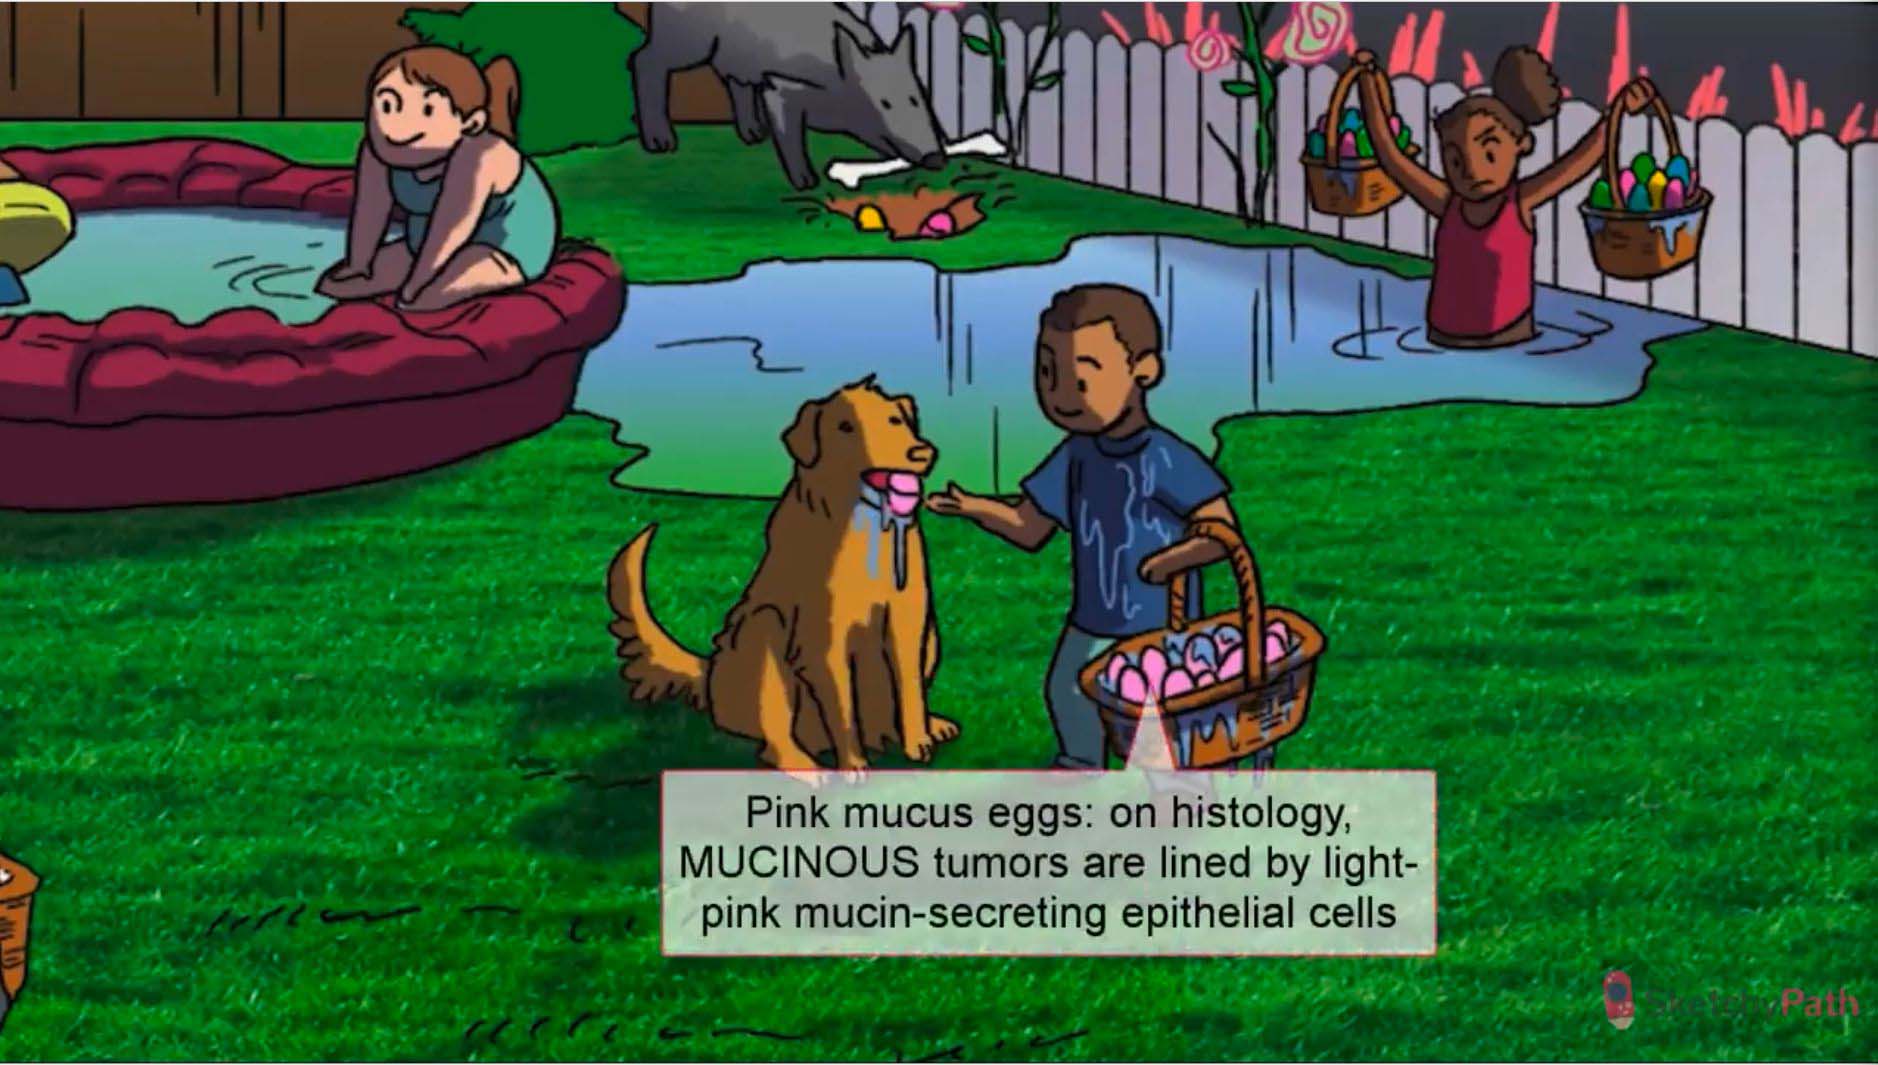 Pink mucus eggs: on histology,
MUCINOUS tumors are lined by light-
pink mucin-secreting epithelial cells
SketchyPath